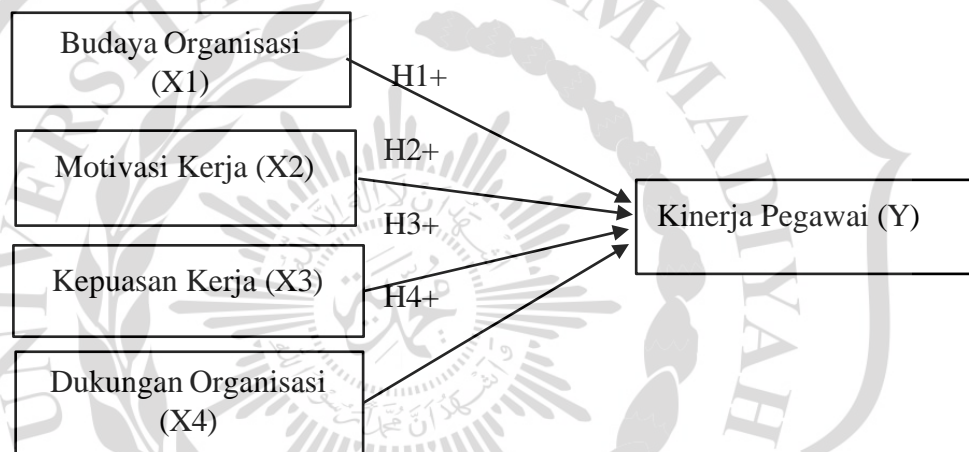 Budaya Organisasi
(X1)
H1+
Motivasi Kerja (X2)
H2+
Kinerja Pegawai (Y)
H3+
Kepuasan Kerja (X3)
H4+
Dukungan Organisasi
(X4)